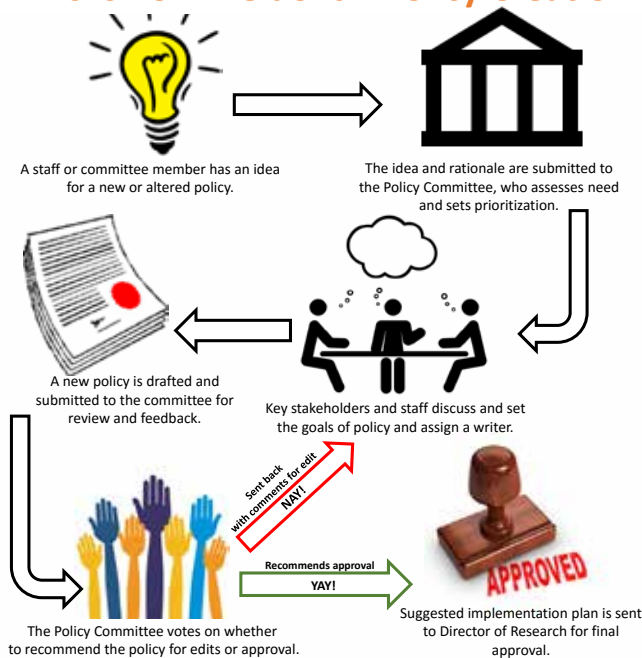 A staff or committee member has an idea
for a new or altered policy.
The idea and rationale are submitted to
the Policy Committee, who assesses need
and sets prioritization.
A new policy is drafted and
submitted to the committee for
review and feedback.
Key stakeholders and staff discuss and set
the goals of policy and assign a writer.
Sent back
with comments for edit
NAY!
Recommends approval
YAY!
APPROVED
The Policy Committee votes on whether
to recommend the policy for edits or approval.
Suggested implementation plan is sent
to Director of Research for final
approval.